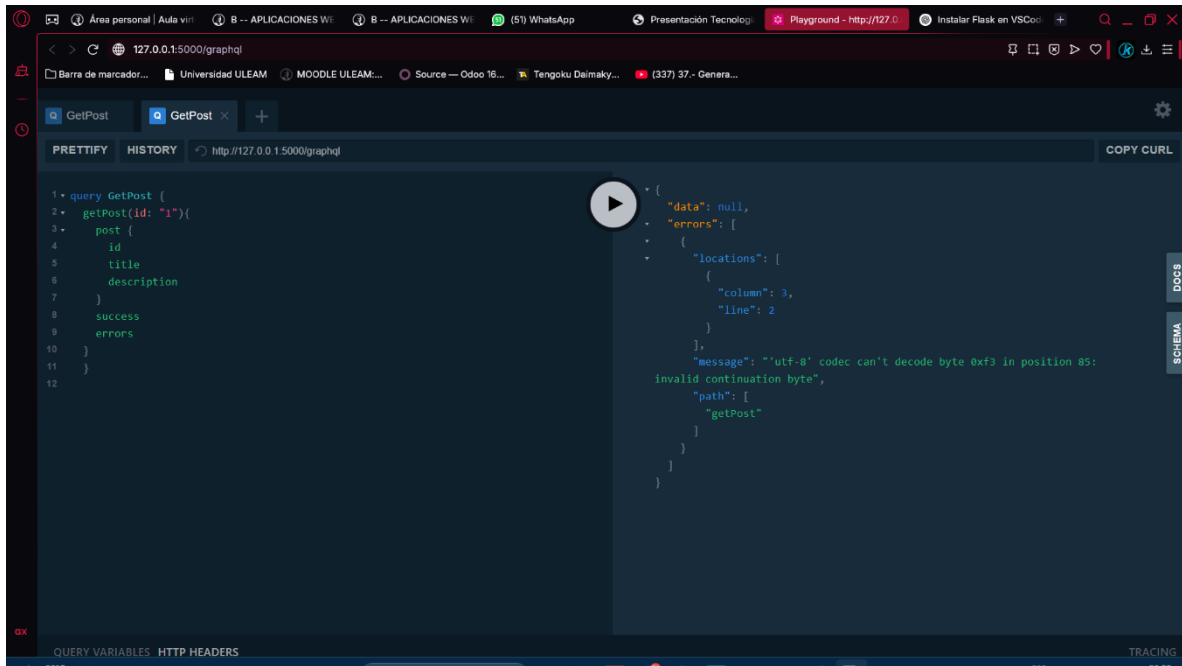 Área personal | Aula virt
B -- APLICACIONES WE
B -- APLICACIONES WE
(51) WhatsApp
Presentación Tecnologí
Playground - http://127.0.
Instalar Flask en VSCod
127.0.0.1:5000/graphql
Barra de marcador...
Universidad ULEAM
MOODLE ULEAM:...
Source — Odoo 16...
Tengoku Daimaky...
(337) 37.- Genera...
Q GetPost
Q GetPost
PRETTIFY
HISTORY
http://127.0.0.1:5000/graphql
COPY CURL
1 query GetPost {
2 getPost(id: "1"){
3 post {
4 id
5 title
6 description
7 }
8 success
9 errors
10 }
11 }
12
{
"data": null,
"errors": [
{
"locations": [
{
"column": 3,
"line": 2
}
],
"message": "'utf-8' codec can't decode byte 0xf3 in position 85:
invalid continuation byte",
"path": [
"getPost"
]
}
]
}
DOCS
SCHEMA
GX
QUERY VARIABLES
HTTP HEADERS
TRACING